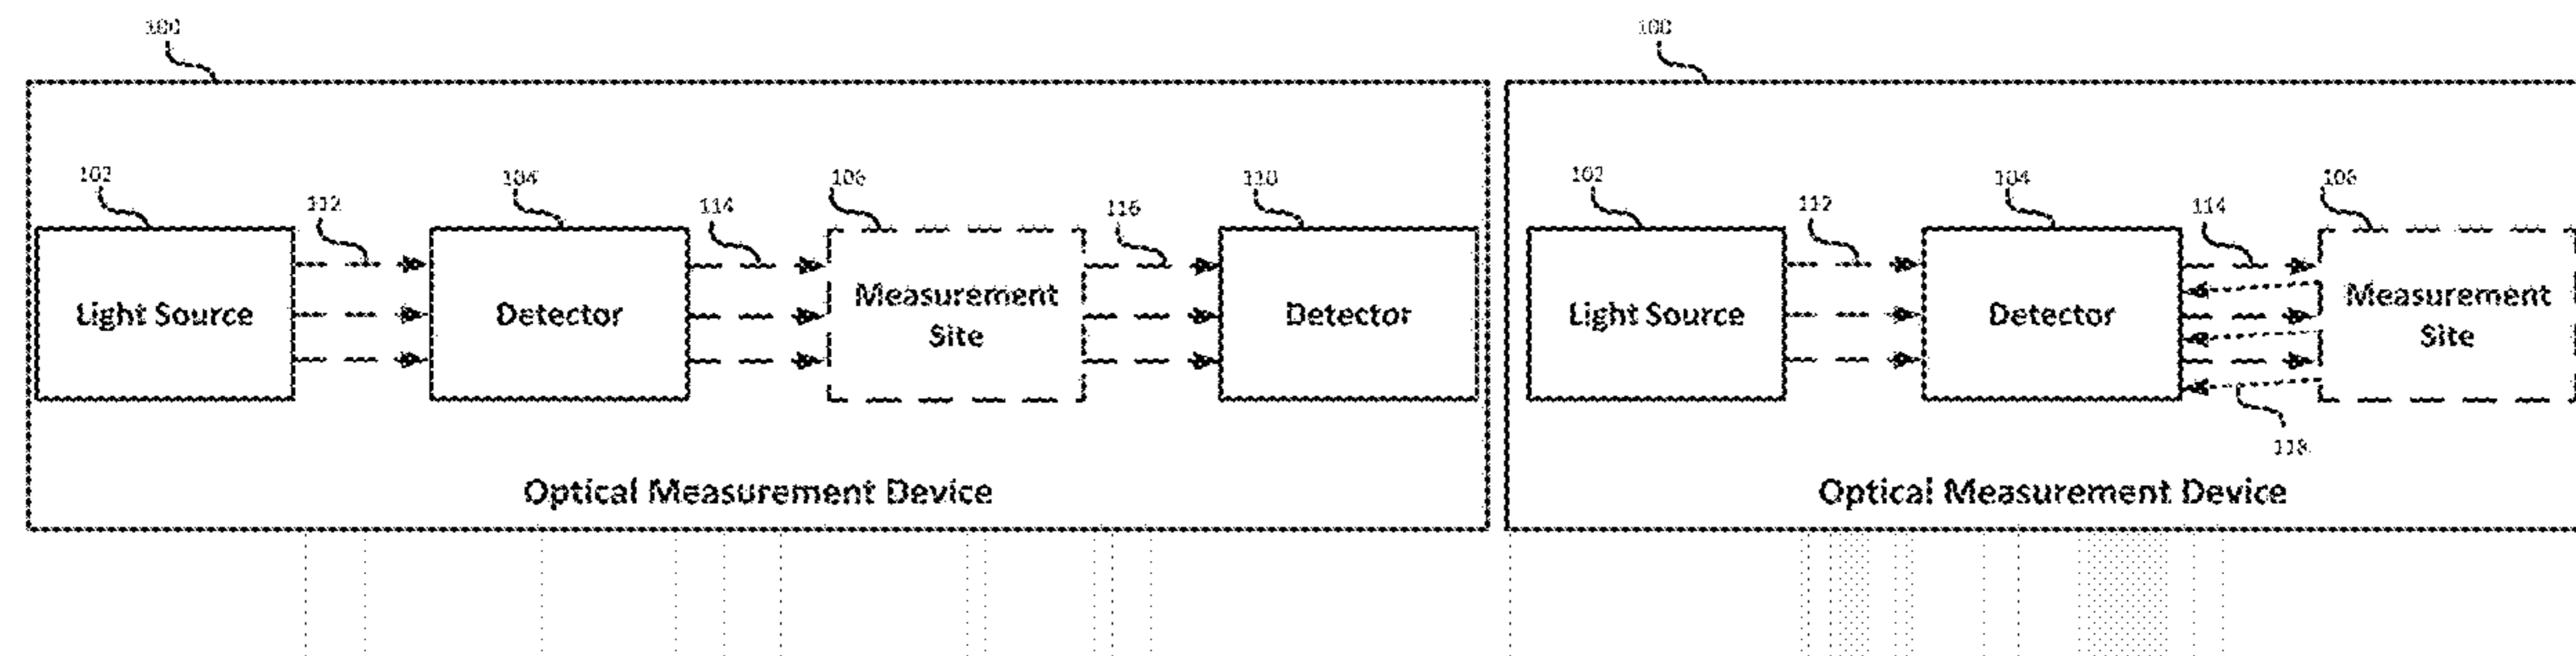 100
102
112
104
114
106
116
110
Light Source
Detector
Measurement
Site
Detector
Optical Measurement Device
100
102
112
104
114
106
Light Source
Detector
Measurement
Site
118
Optical Measurement Device